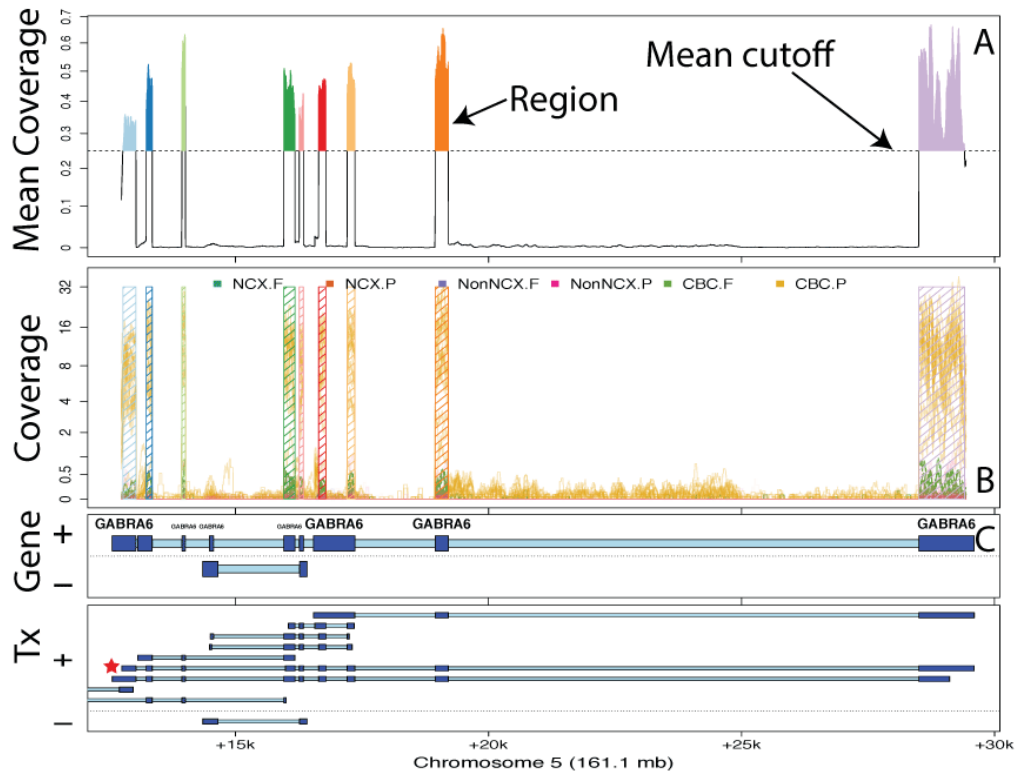 Mean Coverage
0.7
0.6
0.5
0.4
0.3
0.2
0.1
0
A
Mean cutoff
Region
Coverage
32
16
8
4
2
0.5
0
NCX.F NCX.P NonNCX.F NonNCX.P CBC.F CBC.P
B
Gene
+
−
GABRA6 GABRA6 GABRA6 GABRA6 GABRA6 GABRA6 GABRA6
C
Tx
+
−
+15k +20k +25k +30k
Chromosome 5 (161.1 mb)